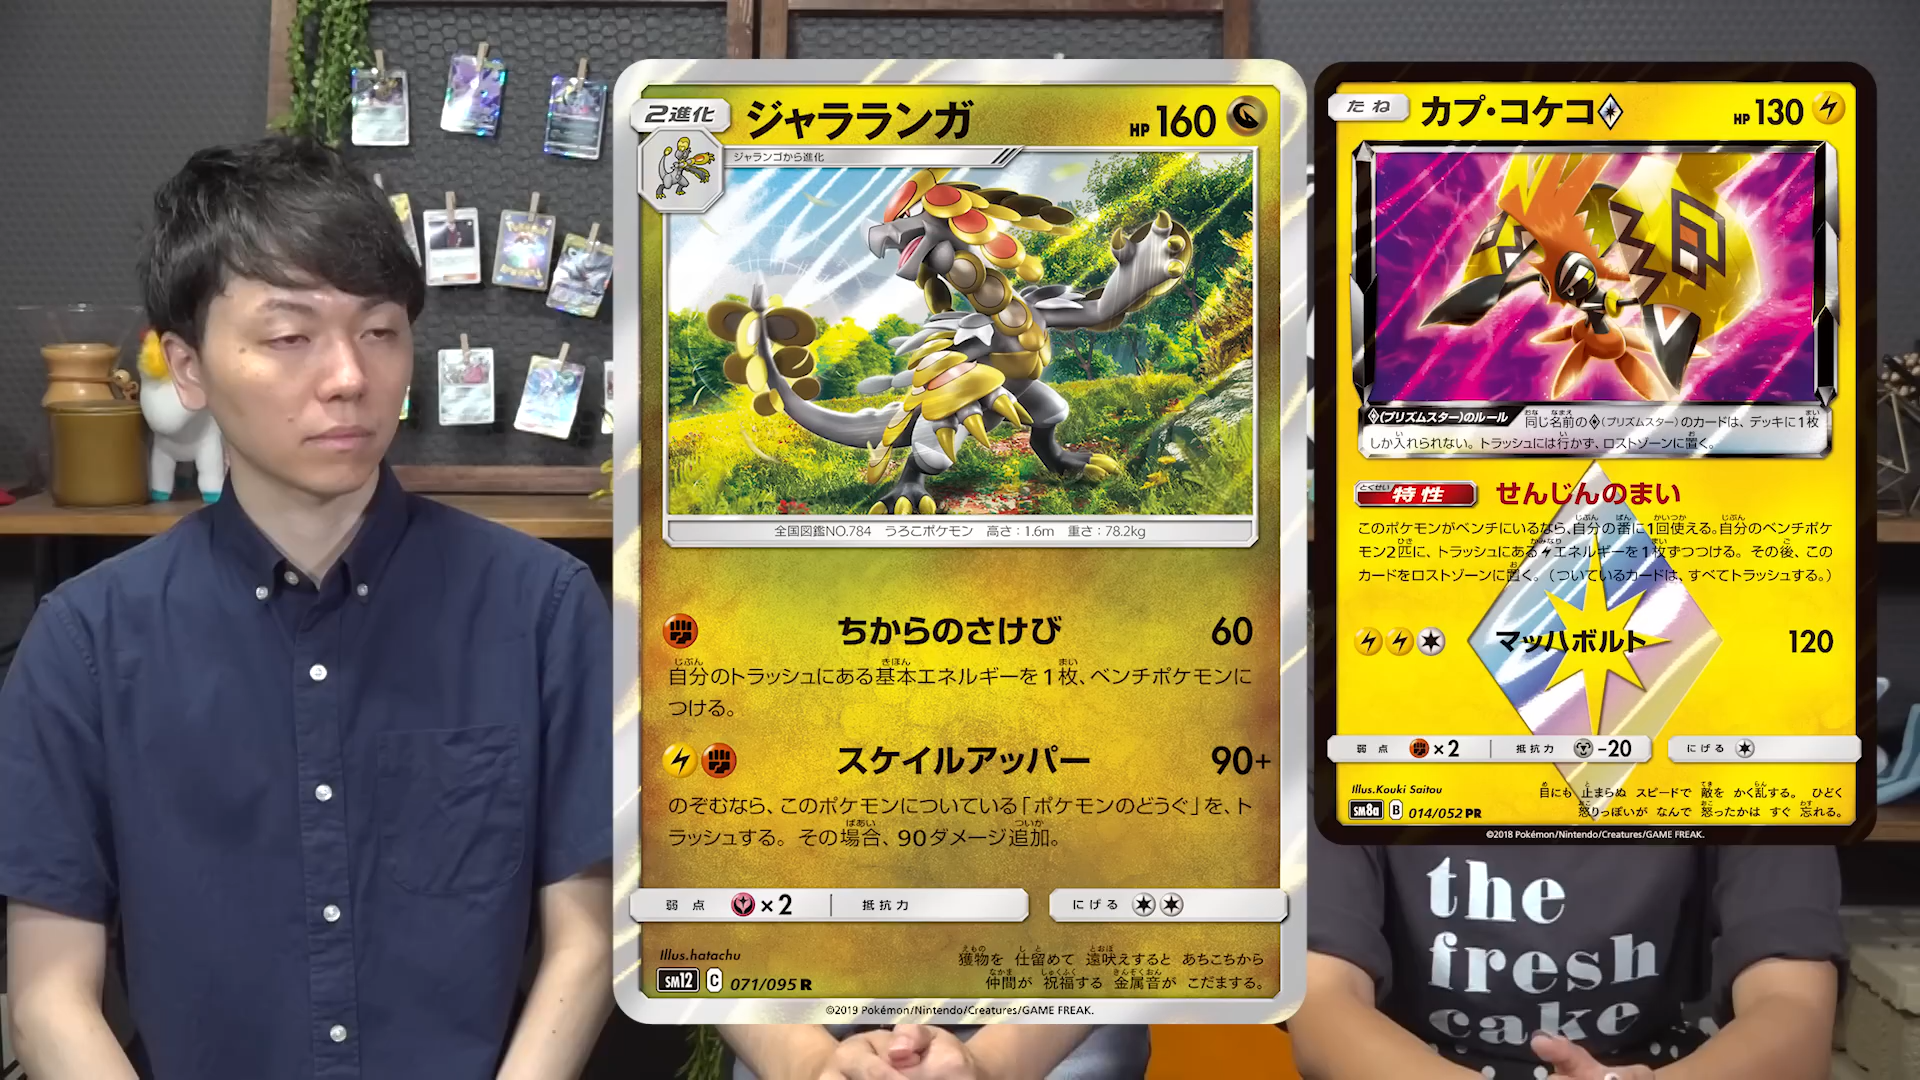 2進化
ジャラランガ
HP 160
ジャランゴから進化
全国図鑑NO.784 うろこポケモン 高さ：1.6m 重さ：78.2kg
ちからのさけび 60
自分のトラッシュにある基本エネルギーを1枚、ベンチポケモンに
つける。
スケイルアッパー 90+
のぞむなら、このポケモンについている「ポケモンのどうぐ」を、ト
ラッシュする。その場合、90ダメージ追加。
弱点 ×2 抵抗力 にげる
Illus.hatachu
獲物を 仕留めて 遠吠えすると あちこちから
仲間が 祝福する 金属音が こだまする。
SM12 C 071/095 R
©2019 Pokémon/Nintendo/Creatures/GAME FREAK.
たね
カプ・コケコ◇
HP 130
◇(プリズムスター)のルール 同じ名前の◇(プリズムスター)のカードは、デッキに1枚
しか入れられない。トラッシュには行かず、ロストゾーンに置く。
とくせい
特性
せんじんのまい
このポケモンがベンチにいるなら、自分の番に1回使える。自分のベンチポケ
モン2匹に、トラッシュにあるエネルギーを1枚ずつつける。その後、この
カードをロストゾーンに置く。（ついているカードは、すべてトラッシュする。）
マッハボルト 120
弱点 ×2 抵抗力 -20 にげる
Illus.Kouki Saitou
目にも 止まらぬ スピードで 敵を かく乱する。 ひどく
怒りっぽいが なんで 怒ったかは すぐ 忘れる。
SM8a B 014/052 PR
©2018 Pokémon/Nintendo/Creatures/GAME FREAK.
the
fresh
cake